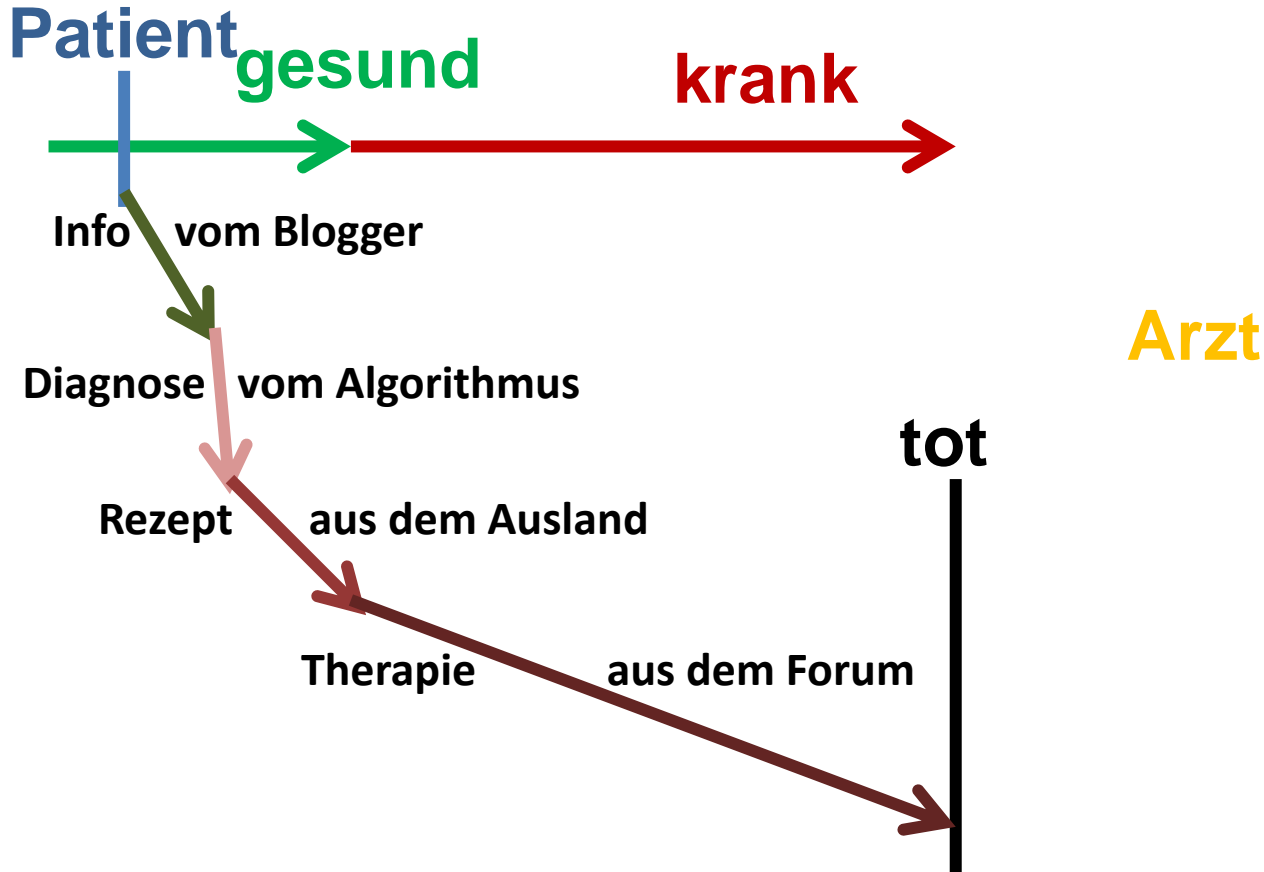 Patient
gesund
krank
Info vom Blogger
Arzt
Diagnose vom Algorithmus
tot
Rezept aus dem Ausland
Therapie aus dem Forum